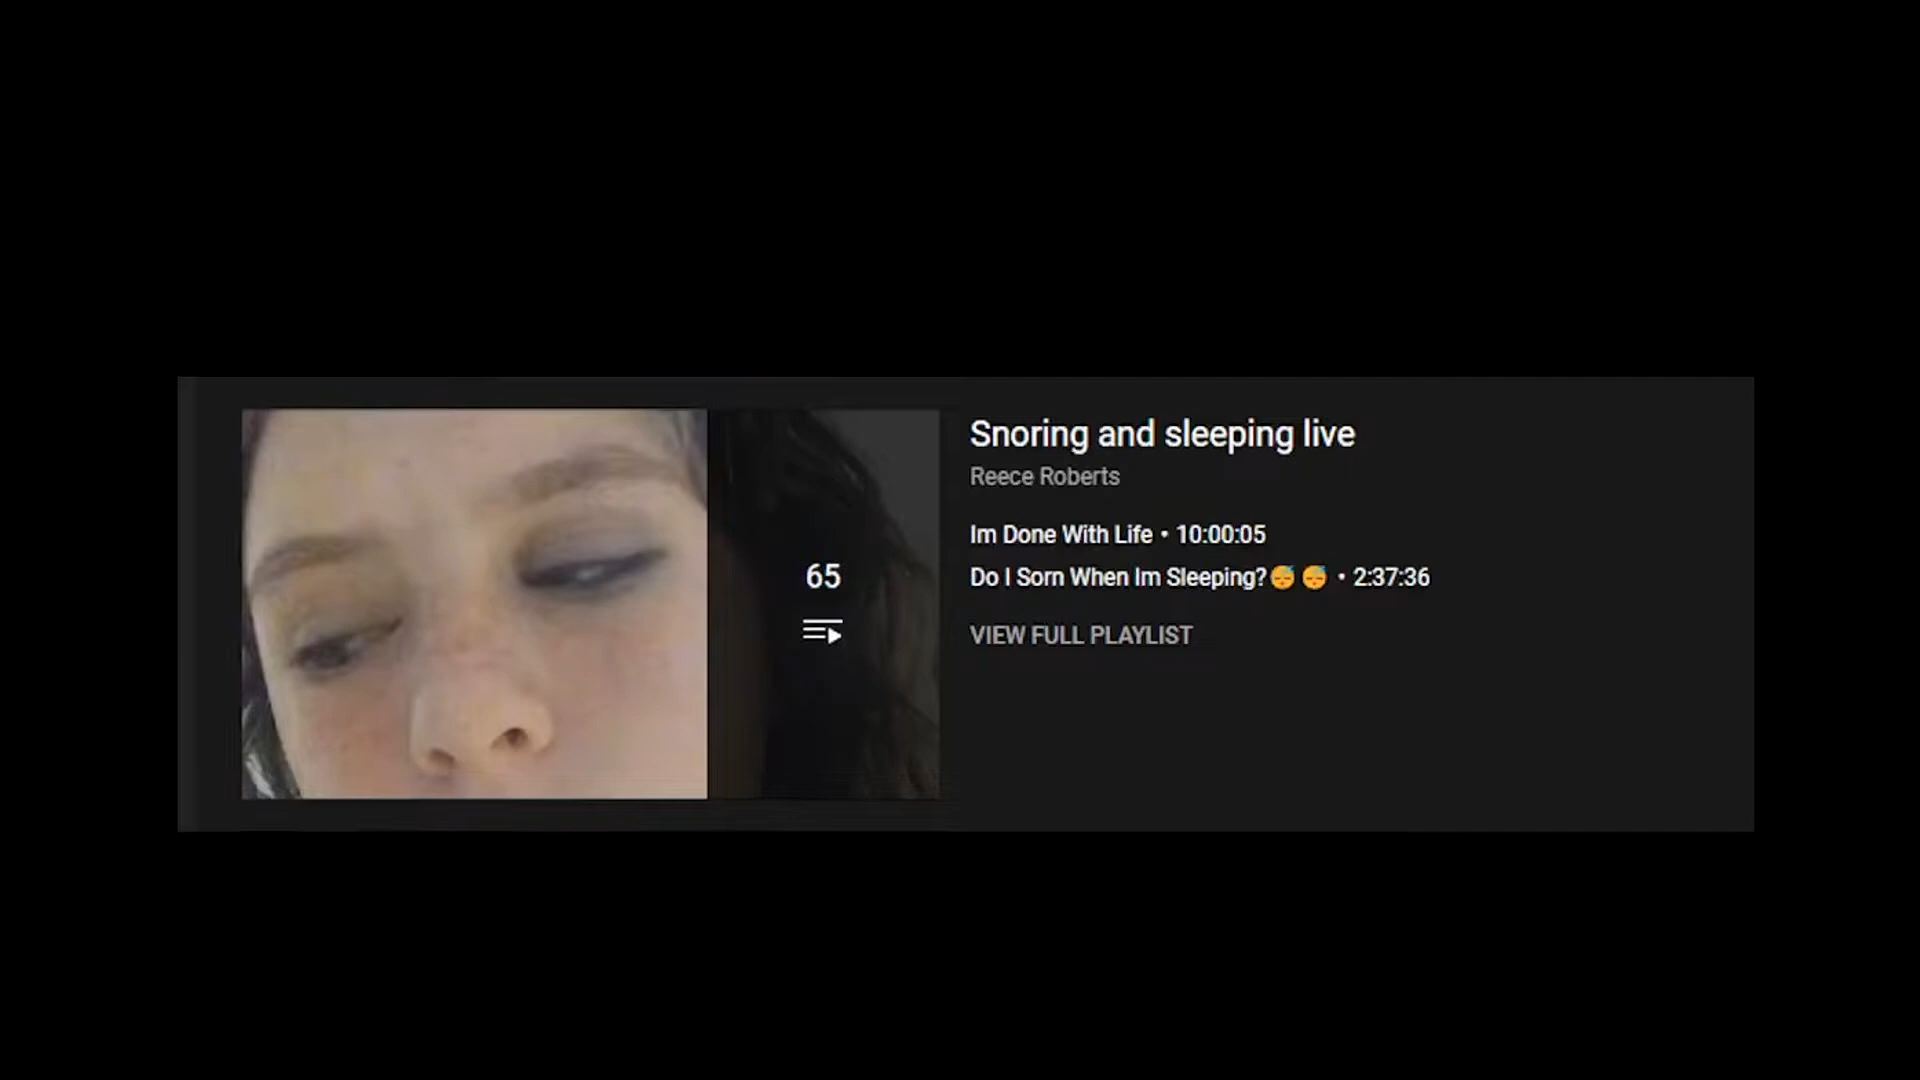 Snoring and sleeping live
Reece Roberts
Im Done With Life • 10:00:05
65
Do I Sorn When Im Sleeping?😴 😴 • 2:37:36
VIEW FULL PLAYLIST